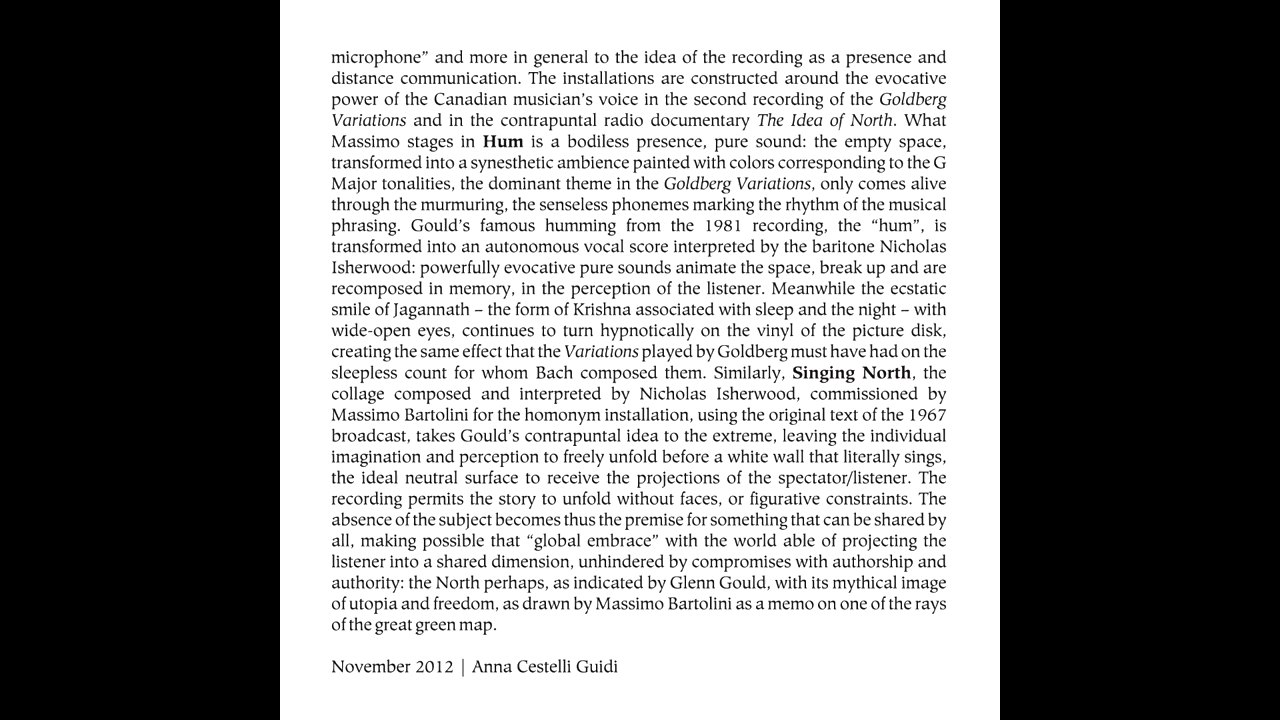 microphone” and more in general to the idea of the recording as a presence and
distance communication. The installations are constructed around the evocative
power of the Canadian musician’s voice in the second recording of the Goldberg
Variations and in the contrapuntal radio documentary The Idea of North. What
Massimo stages in Hum is a bodiless presence, pure sound: the empty space,
transformed into a synesthetic ambience painted with colors corresponding to the G
Major tonalities, the dominant theme in the Goldberg Variations, only comes alive
through the murmuring, the senseless phonemes marking the rhythm of the musical
phrasing. Gould’s famous humming from the 1981 recording, the “hum”, is
transformed into an autonomous vocal score interpreted by the baritone Nicholas
Isherwood: powerfully evocative pure sounds animate the space, break up and are
recomposed in memory, in the perception of the listener. Meanwhile the ecstatic
smile of Jagannath – the form of Krishna associated with sleep and the night – with
wide-open eyes, continues to turn hypnotically on the vinyl of the picture disk,
creating the same effect that the Variations played by Goldberg must have had on the
sleepless count for whom Bach composed them. Similarly, Singing North, the
collage composed and interpreted by Nicholas Isherwood, commissioned by
Massimo Bartolini for the homonym installation, using the original text of the 1967
broadcast, takes Gould’s contrapuntal idea to the extreme, leaving the individual
imagination and perception to freely unfold before a white wall that literally sings,
the ideal neutral surface to receive the projections of the spectator/listener. The
recording permits the story to unfold without faces, or figurative constraints. The
absence of the subject becomes thus the premise for something that can be shared by
all, making possible that “global embrace” with the world able of projecting the
listener into a shared dimension, unhindered by compromises with authorship and
authority: the North perhaps, as indicated by Glenn Gould, with its mythical image
of utopia and freedom, as drawn by Massimo Bartolini as a memo on one of the rays
of the great green map.
November 2012 | Anna Cestelli Guidi